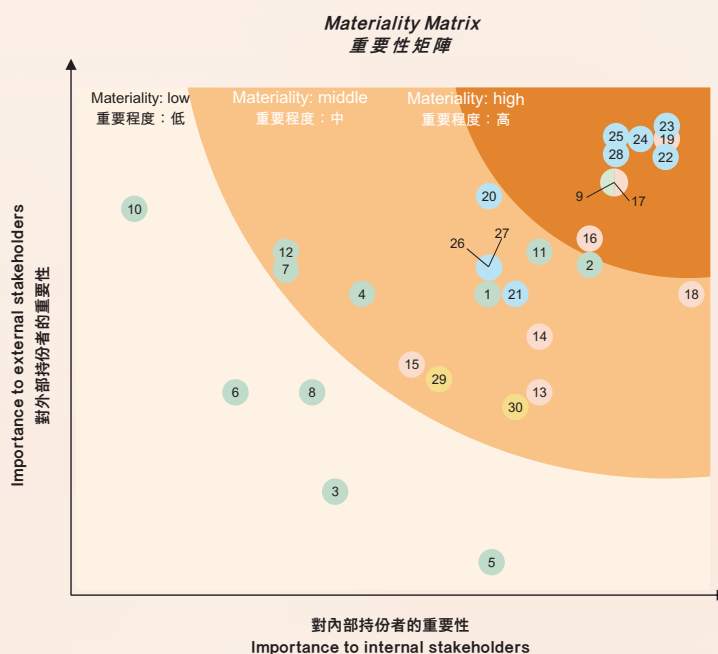 Materiality Matrix
重要性矩陣
Materiality: low
重要程度：低
Materiality: middle
重要程度：中
Materiality: high
重要程度：高
23
25
24
19
28
22
9
17
10
20
16
26
27
12
11
7
2
4
1
21
18
14
15
29
6
8
13
30
3
5
Importance to external stakeholders
對外部持份者的重要性
對內部持份者的重要性
Importance to internal stakeholders